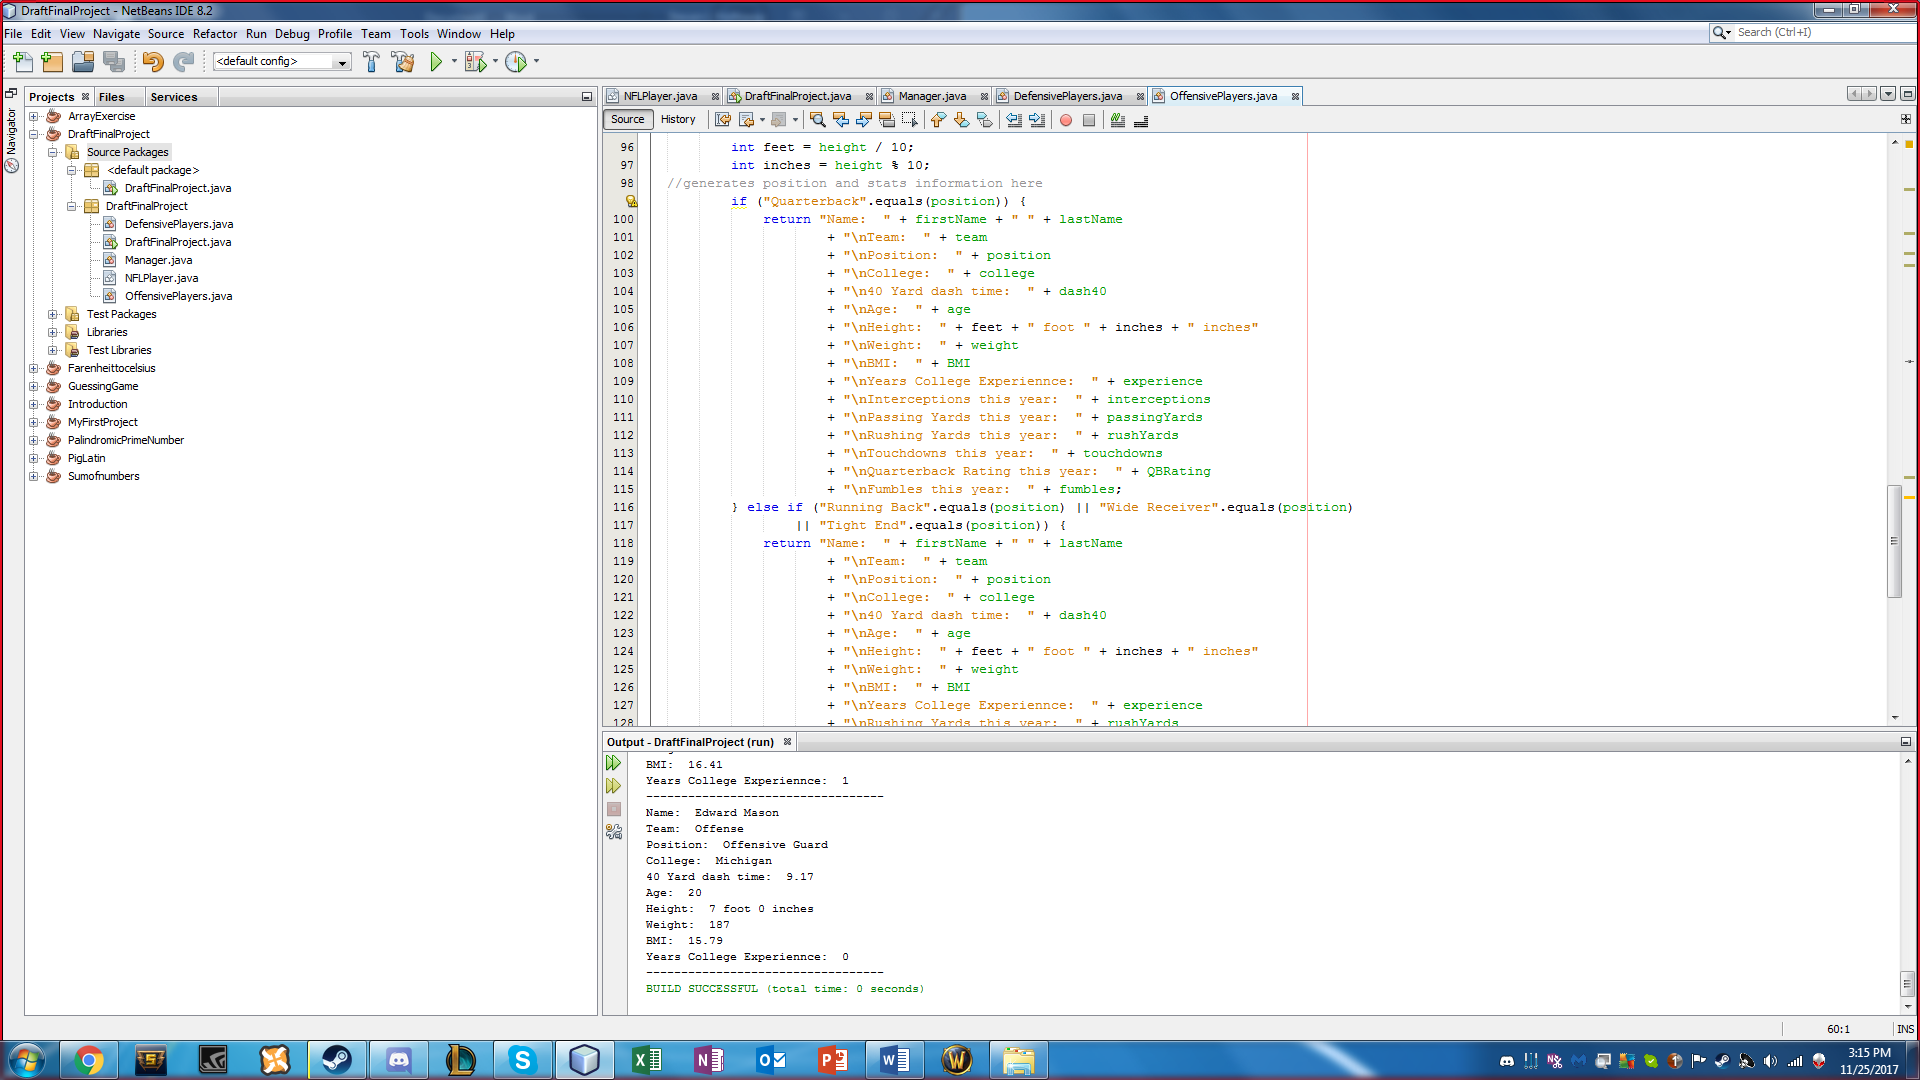 DraftFinalProject - NetBeans IDE 8.2
File Edit View Navigate Source Refactor Run Debug Profile Team Tools Window Help
Search (Ctrl+I)
<default config>
Navigator
Projects Files Services
ArrayExercise
DraftFinalProject
Source Packages
<default package>
DraftFinalProject.java
DraftFinalProject
DefensivePlayers.java
DraftFinalProject.java
Manager.java
NFLPlayer.java
OffensivePlayers.java
Test Packages
Libraries
Test Libraries
Farenheittocelsius
GuessingGame
Introduction
MyFirstProject
PalindromicPrimeNumber
PigLatin
Sumofnumbers
NFLPlayer.java DraftFinalProject.java Manager.java DefensivePlayers.java OffensivePlayers.java
Source History
96 int feet = height / 10;
97 int inches = height % 10;
98 //generates position and stats information here
if ("Quarterback".equals(position)) {
100 return "Name:  " + firstName + " " + lastName
101 + "\nTeam:  " + team
102 + "\nPosition:  " + position
103 + "\nCollege:  " + college
104 + "\n40 Yard dash time:  " + dash40
105 + "\nAge:  " + age
106 + "\nHeight:  " + feet + " foot " + inches + " inches"
107 + "\nWeight:  " + weight
108 + "\nBMI:  " + BMI
109 + "\nYears College Experiennce:  " + experience
110 + "\nInterceptions this year:  " + interceptions
111 + "\nPassing Yards this year:  " + passingYards
112 + "\nRushing Yards this year:  " + rushYards
113 + "\nTouchdowns this year:  " + touchdowns
114 + "\nQuarterback Rating this year:  " + QBRating
115 + "\nFumbles this year:  " + fumbles;
116 } else if ("Running Back".equals(position) || "Wide Receiver".equals(position)
117 || "Tight End".equals(position)) {
118 return "Name:  " + firstName + " " + lastName
119 + "\nTeam:  " + team
120 + "\nPosition:  " + position
121 + "\nCollege:  " + college
122 + "\n40 Yard dash time:  " + dash40
123 + "\nAge:  " + age
124 + "\nHeight:  " + feet + " foot " + inches + " inches"
125 + "\nWeight:  " + weight
126 + "\nBMI:  " + BMI
127 + "\nYears College Experiennce:  " + experience
128 + "\nRushing Yards this year:  " + rushYards
Output - DraftFinalProject (run)
BMI:  16.41
Years College Experiennce:  1
----------------------------------
Name:  Edward Mason
Team:  Offense
Position:  Offensive Guard
College:  Michigan
40 Yard dash time:  9.17
Age:  20
Height:  7 foot 0 inches
Weight:  187
BMI:  15.79
Years College Experiennce:  0
----------------------------------
BUILD SUCCESSFUL (total time: 0 seconds)
60:1 INS
3:15 PM
11/25/2017